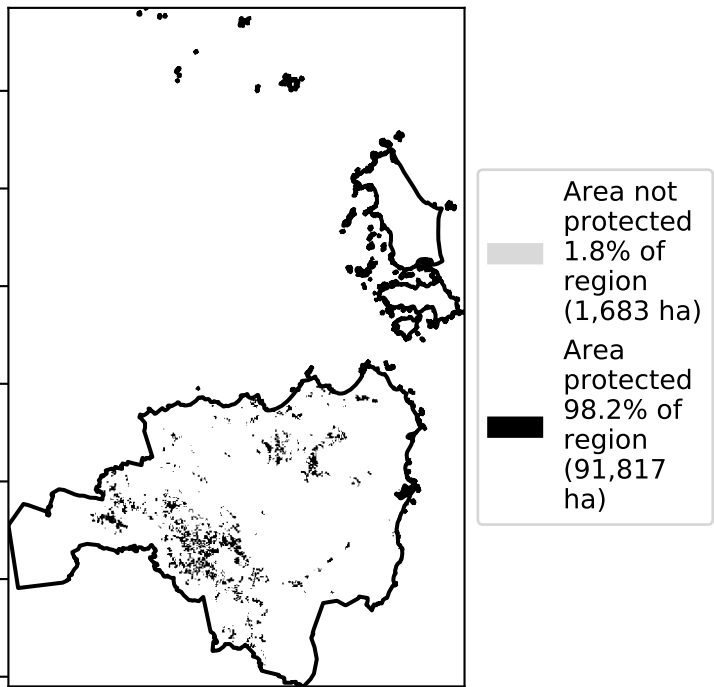 Area not
protected
1.8% of
region
(1,683 ha)
Area
protected
98.2% of
region
(91,817
ha)